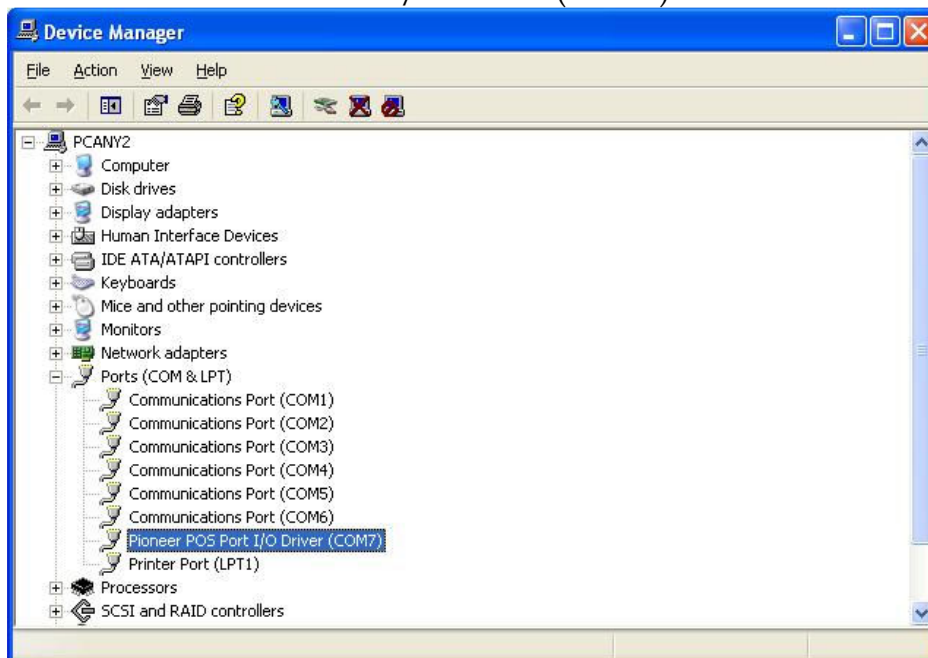 Device Manager
File Action View Help
PCANY2
Computer
Disk drives
Display adapters
Human Interface Devices
IDE ATA/ATAPI controllers
Keyboards
Mice and other pointing devices
Monitors
Network adapters
Ports (COM & LPT)
Communications Port (COM1)
Communications Port (COM2)
Communications Port (COM3)
Communications Port (COM4)
Communications Port (COM5)
Communications Port (COM6)
Pioneer POS Port I/O Driver (COM7)
Printer Port (LPT1)
Processors
SCSI and RAID controllers